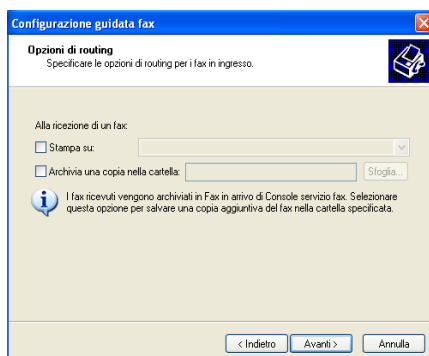 Configurazione guidata fax
Opzioni di routing
Specificare le opzioni di routing per i fax in ingresso.
Alla ricezione di un fax:
Stampa su:
Archivia una copia nella cartella: Sfoglia...
I fax ricevuti vengono archiviati in Fax in arrivo di Console servizio fax. Selezionare
questa opzione per salvare una copia aggiuntiva del fax nella cartella specificata.
< Indietro Avanti > Annulla